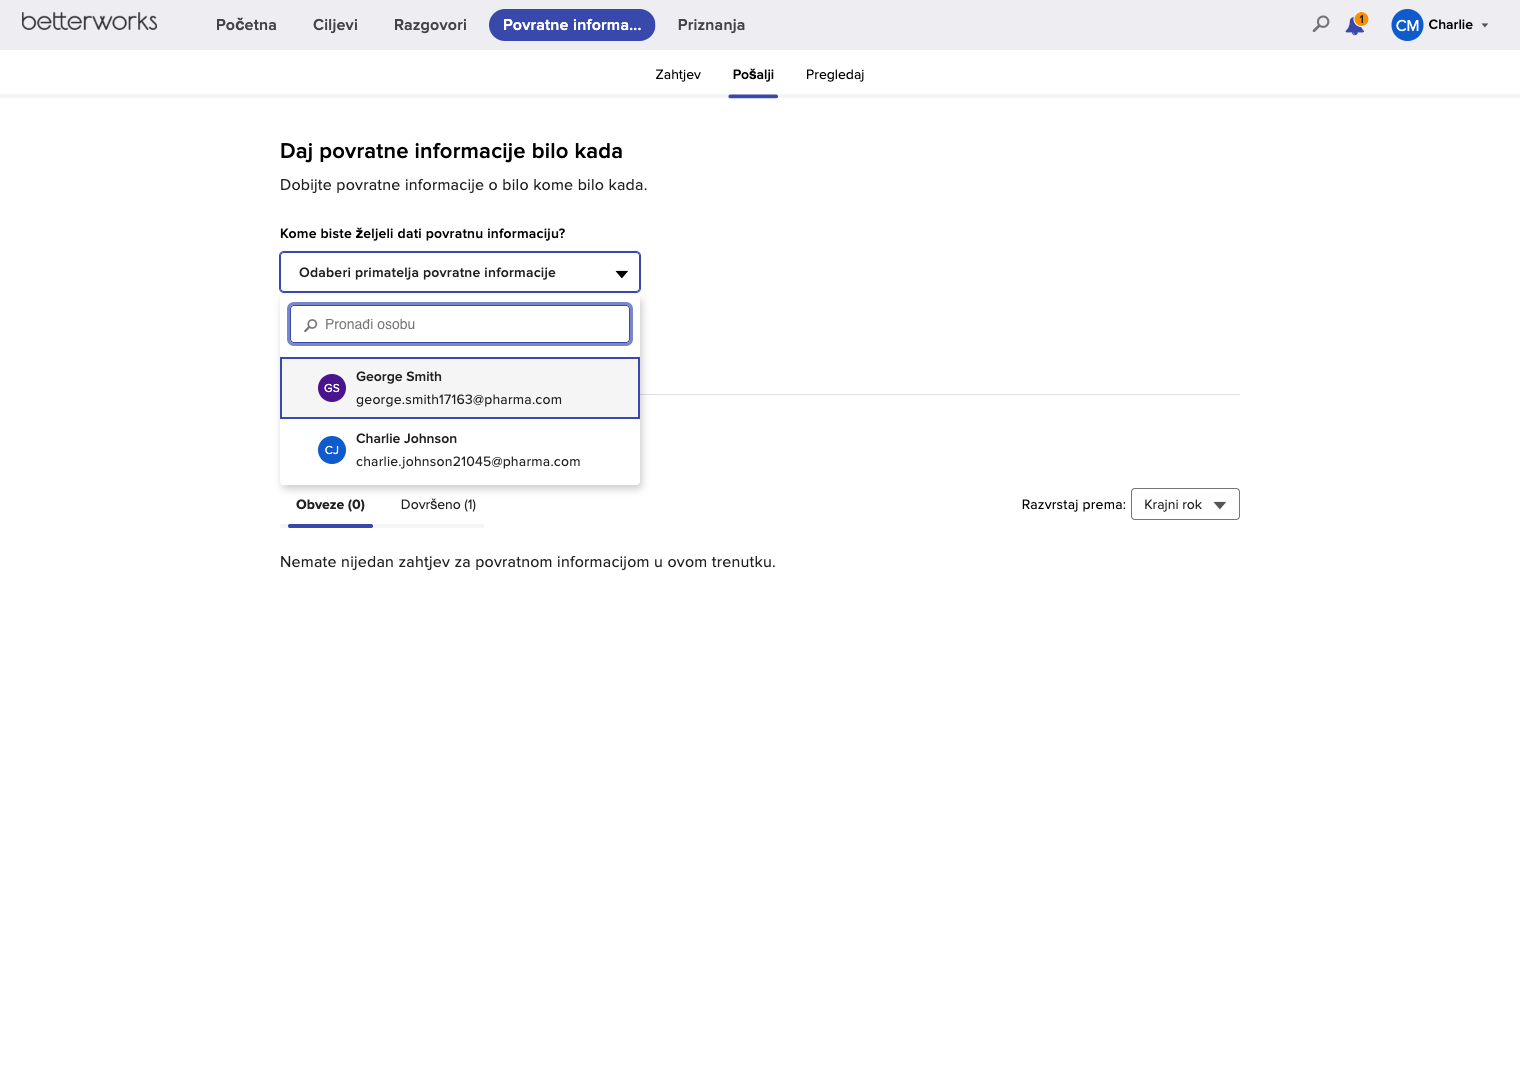 betterworks
Početna
Ciljevi
Razgovori
Povratne informa...
Priznanja
1
CM
Charlie
Zahtjev
Pošalji
Pregledaj
Daj povratne informacije bilo kada
Dobijte povratne informacije o bilo kome bilo kada.
Kome biste željeli dati povratnu informaciju?
Odaberi primatelja povratne informacije
Pronađi osobu
GS
George Smith
george.smith17163@pharma.com
CJ
Charlie Johnson
charlie.johnson21045@pharma.com
Obveze (0)
Dovršeno (1)
Razvrstaj prema:
Krajni rok
Nemate nijedan zahtjev za povratnom informacijom u ovom trenutku.